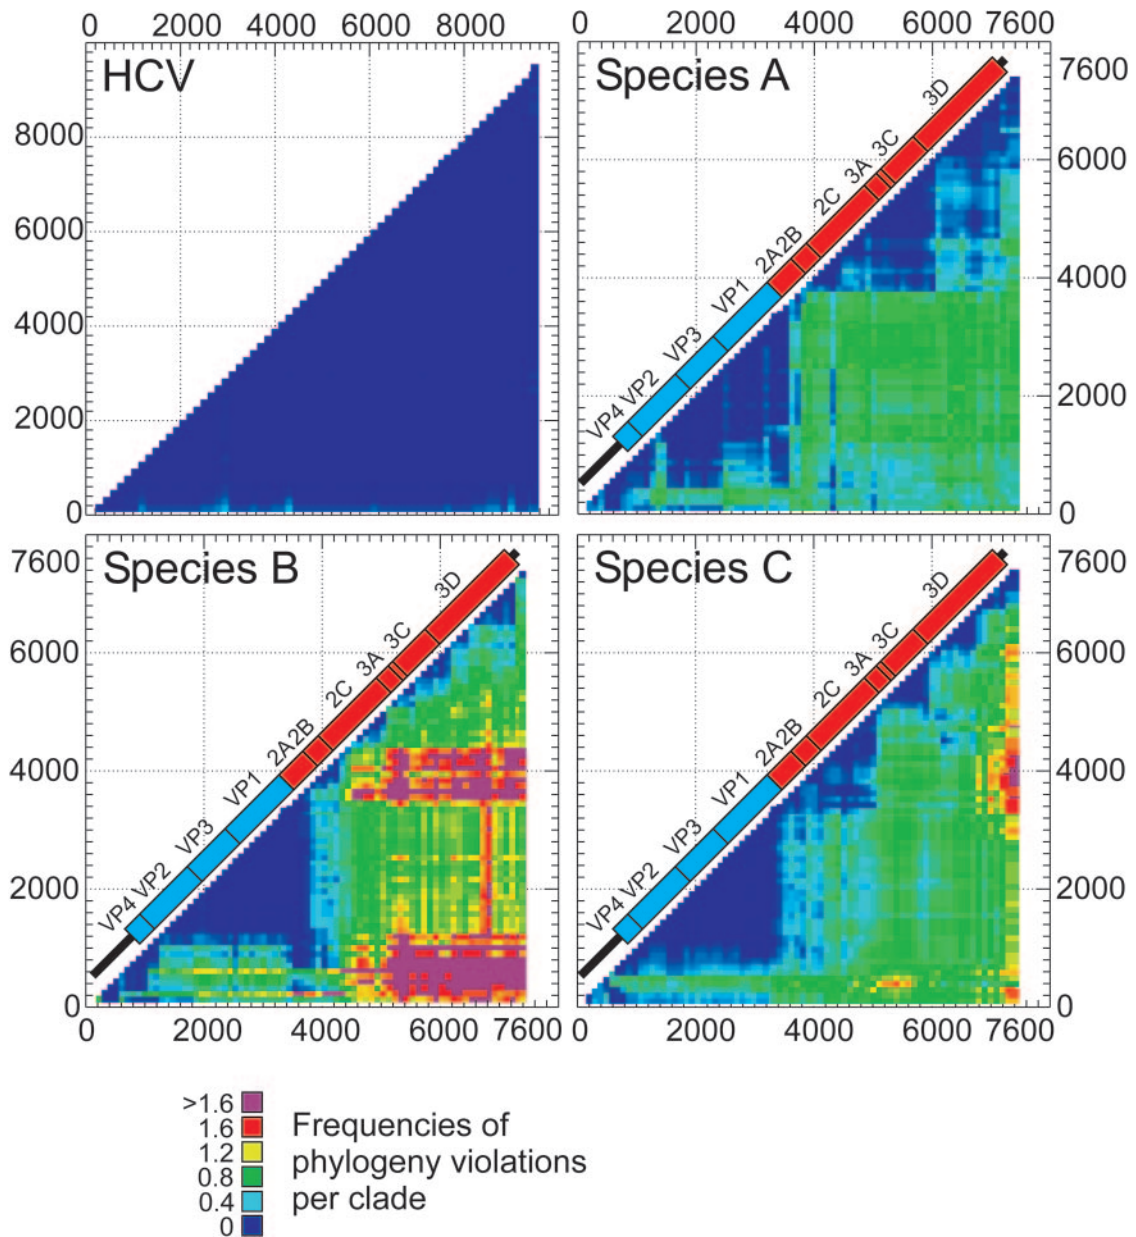 0 2000 4000 6000 8000
2000 4000 6000 7600
HCV
Species A
8000
6000
4000
2000
0
7600
6000
4000
2000
0
VP4 VP2 VP3 VP1 2A2B 2C 3A 3C 3D
Species B
Species C
7600
6000
4000
2000
0
7600
6000
4000
2000
0
VP4 VP2 VP3 VP1 2A2B 2C 3A 3C 3D
VP4 VP2 VP3 VP1 2A2B 2C 3A 3C 3D
0 2000 4000 6000 7600
0 2000 4000 6000 7600
>1.6
1.6
1.2
0.8
0.4
0
Frequencies of
phylogeny violations
per clade